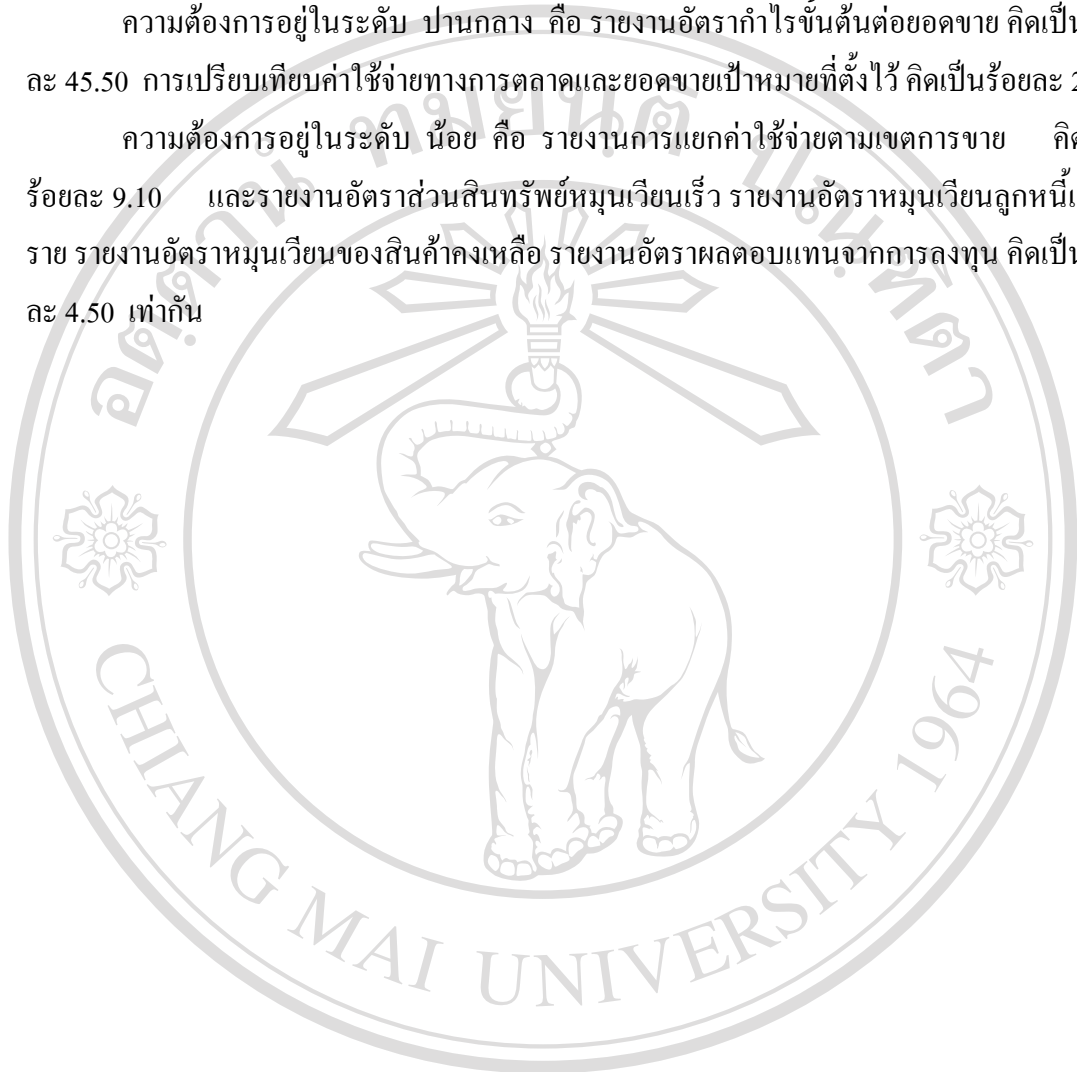 ความต้องการอยู่ในระดับ ปานกลาง คือ รายงานอัตรากำไรขั้นต้นต่อยอดขาย คิดเป็น
ละ 45.50 การเปรียบเทียบค่าใช้จ่ายทางการตลาดและยอดขายเป้าหมายที่ตั้งไว้ คิดเป็นร้อยละ
ความต้องการอยู่ในระดับ น้อย คือ รายงานการแยกค่าใช้จ่ายตามเขตการขาย
ร้อยละ 9.10 และรายงานอัตราส่วนสินทรัพย์หมุนเวียนเร็ว รายงานอัตราหมุนเวียนลูกหนี้
ราย รายงานอัตราหมุนเวียนของสินค้าคงเหลือ รายงานอัตราผลตอบแทนจากการลงทุน คิดเป็น
ละ 4.50 เท่ากัน
อตฺตานํ ทมยนฺติ ปณฺฑิตา
CHIANG MAI UNIVERSITY 1964